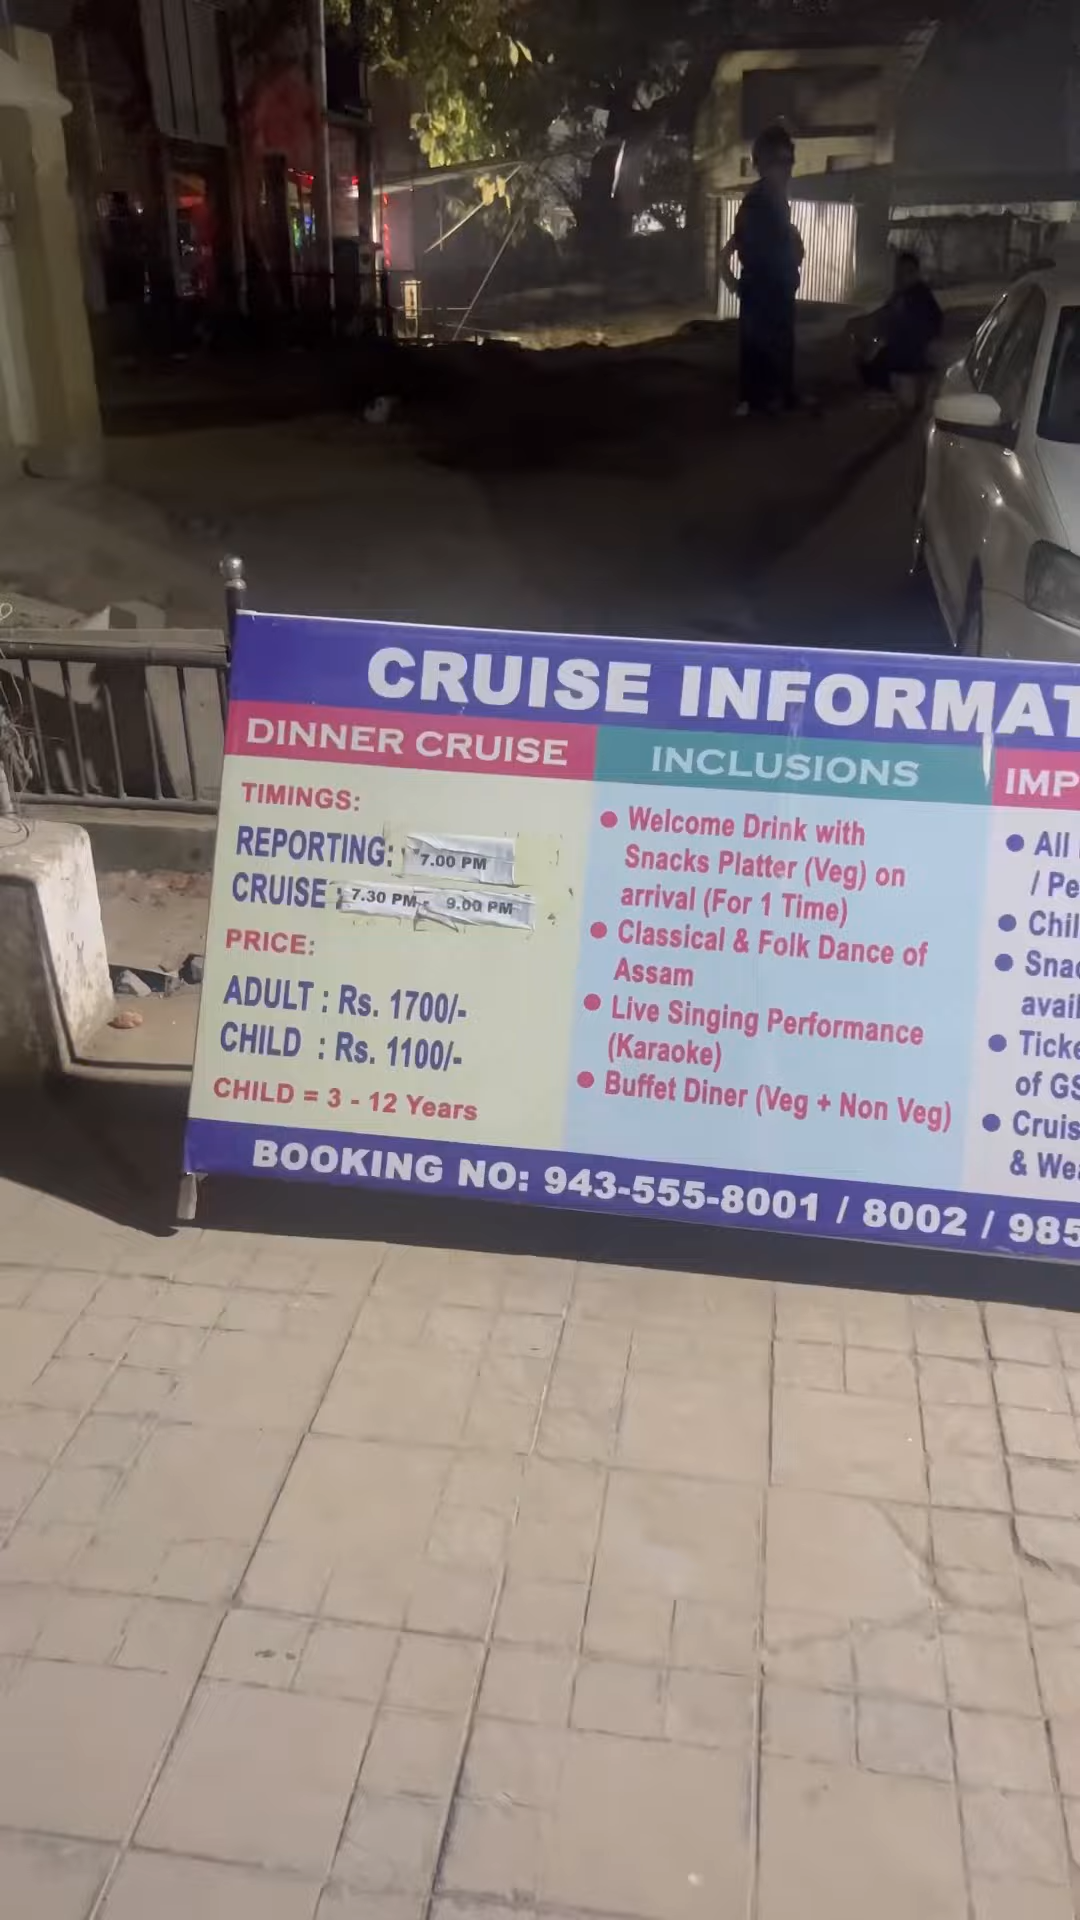 CRUISE INFORMAT
DINNER CRUISE
TIMINGS:
REPORTING: 7.00 PM
CRUISE : 7.30 PM - 9.00 PM
PRICE:
ADULT : Rs. 1700/-
CHILD : Rs. 1100/-
CHILD = 3 - 12 Years
INCLUSIONS
● Welcome Drink with
Snacks Platter (Veg) on
arrival (For 1 Time)
● Classical & Folk Dance of
Assam
● Live Singing Performance
(Karaoke)
● Buffet Diner (Veg + Non Veg)
IMP
● All
/ Pe
● Chil
● Snac
avail
● Ticke
of GS
● Cruis
& Wea
BOOKING NO: 943-555-8001 / 8002 / 985